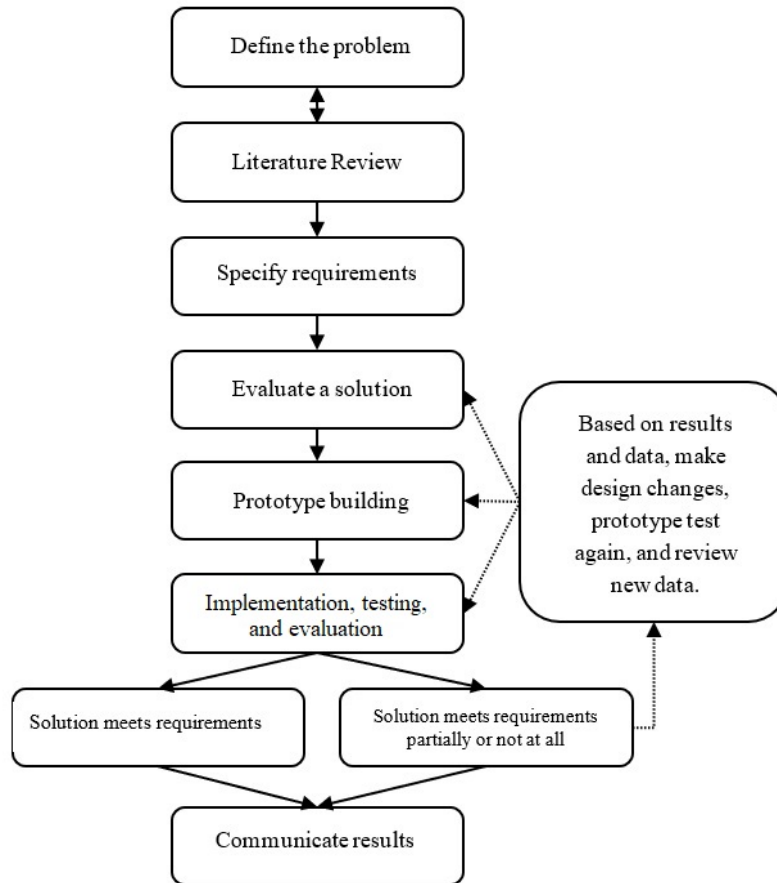 Define the problem
Literature Review
Specify requirements
Evaluate a solution
Prototype building
Implementation, testing,
and evaluation
Based on results
and data, make
design changes,
prototype test
again, and review
new data.
Solution meets requirements
Solution meets requirements
partially or not at all
Communicate results